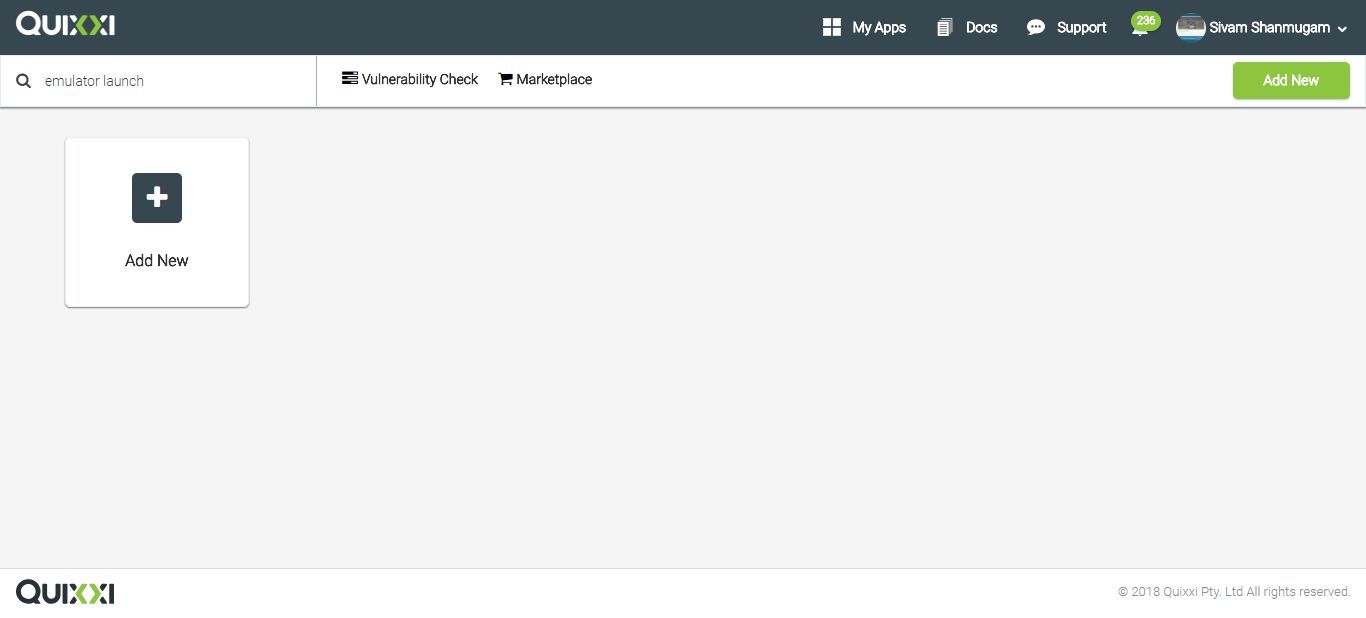 QUIXXI
My Apps
Docs
Support
236
Sivam Shanmugam
emulator launch
Vulnerability Check
Marketplace
Add New
Add New
QUIXXI
© 2018 Quixxi Pty. Ltd All rights reserved.